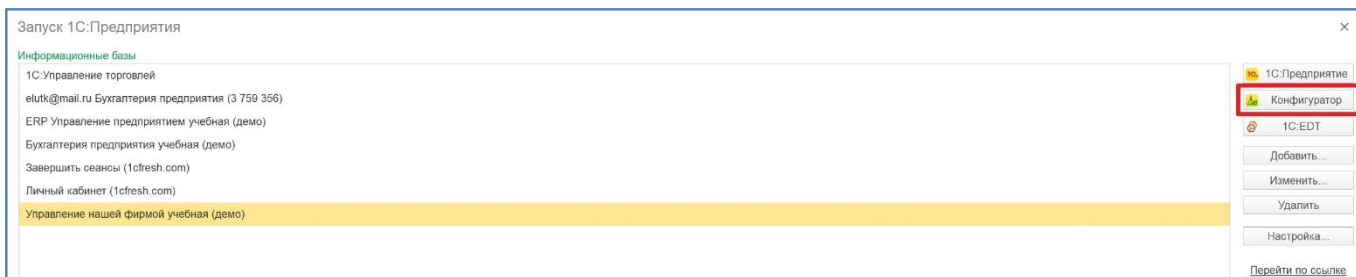 Запуск 1С:Предприятия
Информационные базы
1С:Управление торговлей
elutk@mail.ru Бухгалтерия предприятия (3 759 356)
ERP Управление предприятием учебная (демо)
Бухгалтерия предприятия учебная (демо)
Завершить сеансы (1cfresh.com)
Личный кабинет (1cfresh.com)
Управление нашей фирмой учебная (демо)
1С:Предприятие
Конфигуратор
1С:EDT
Добавить...
Изменить...
Удалить
Настройка...
Перейти по ссылке